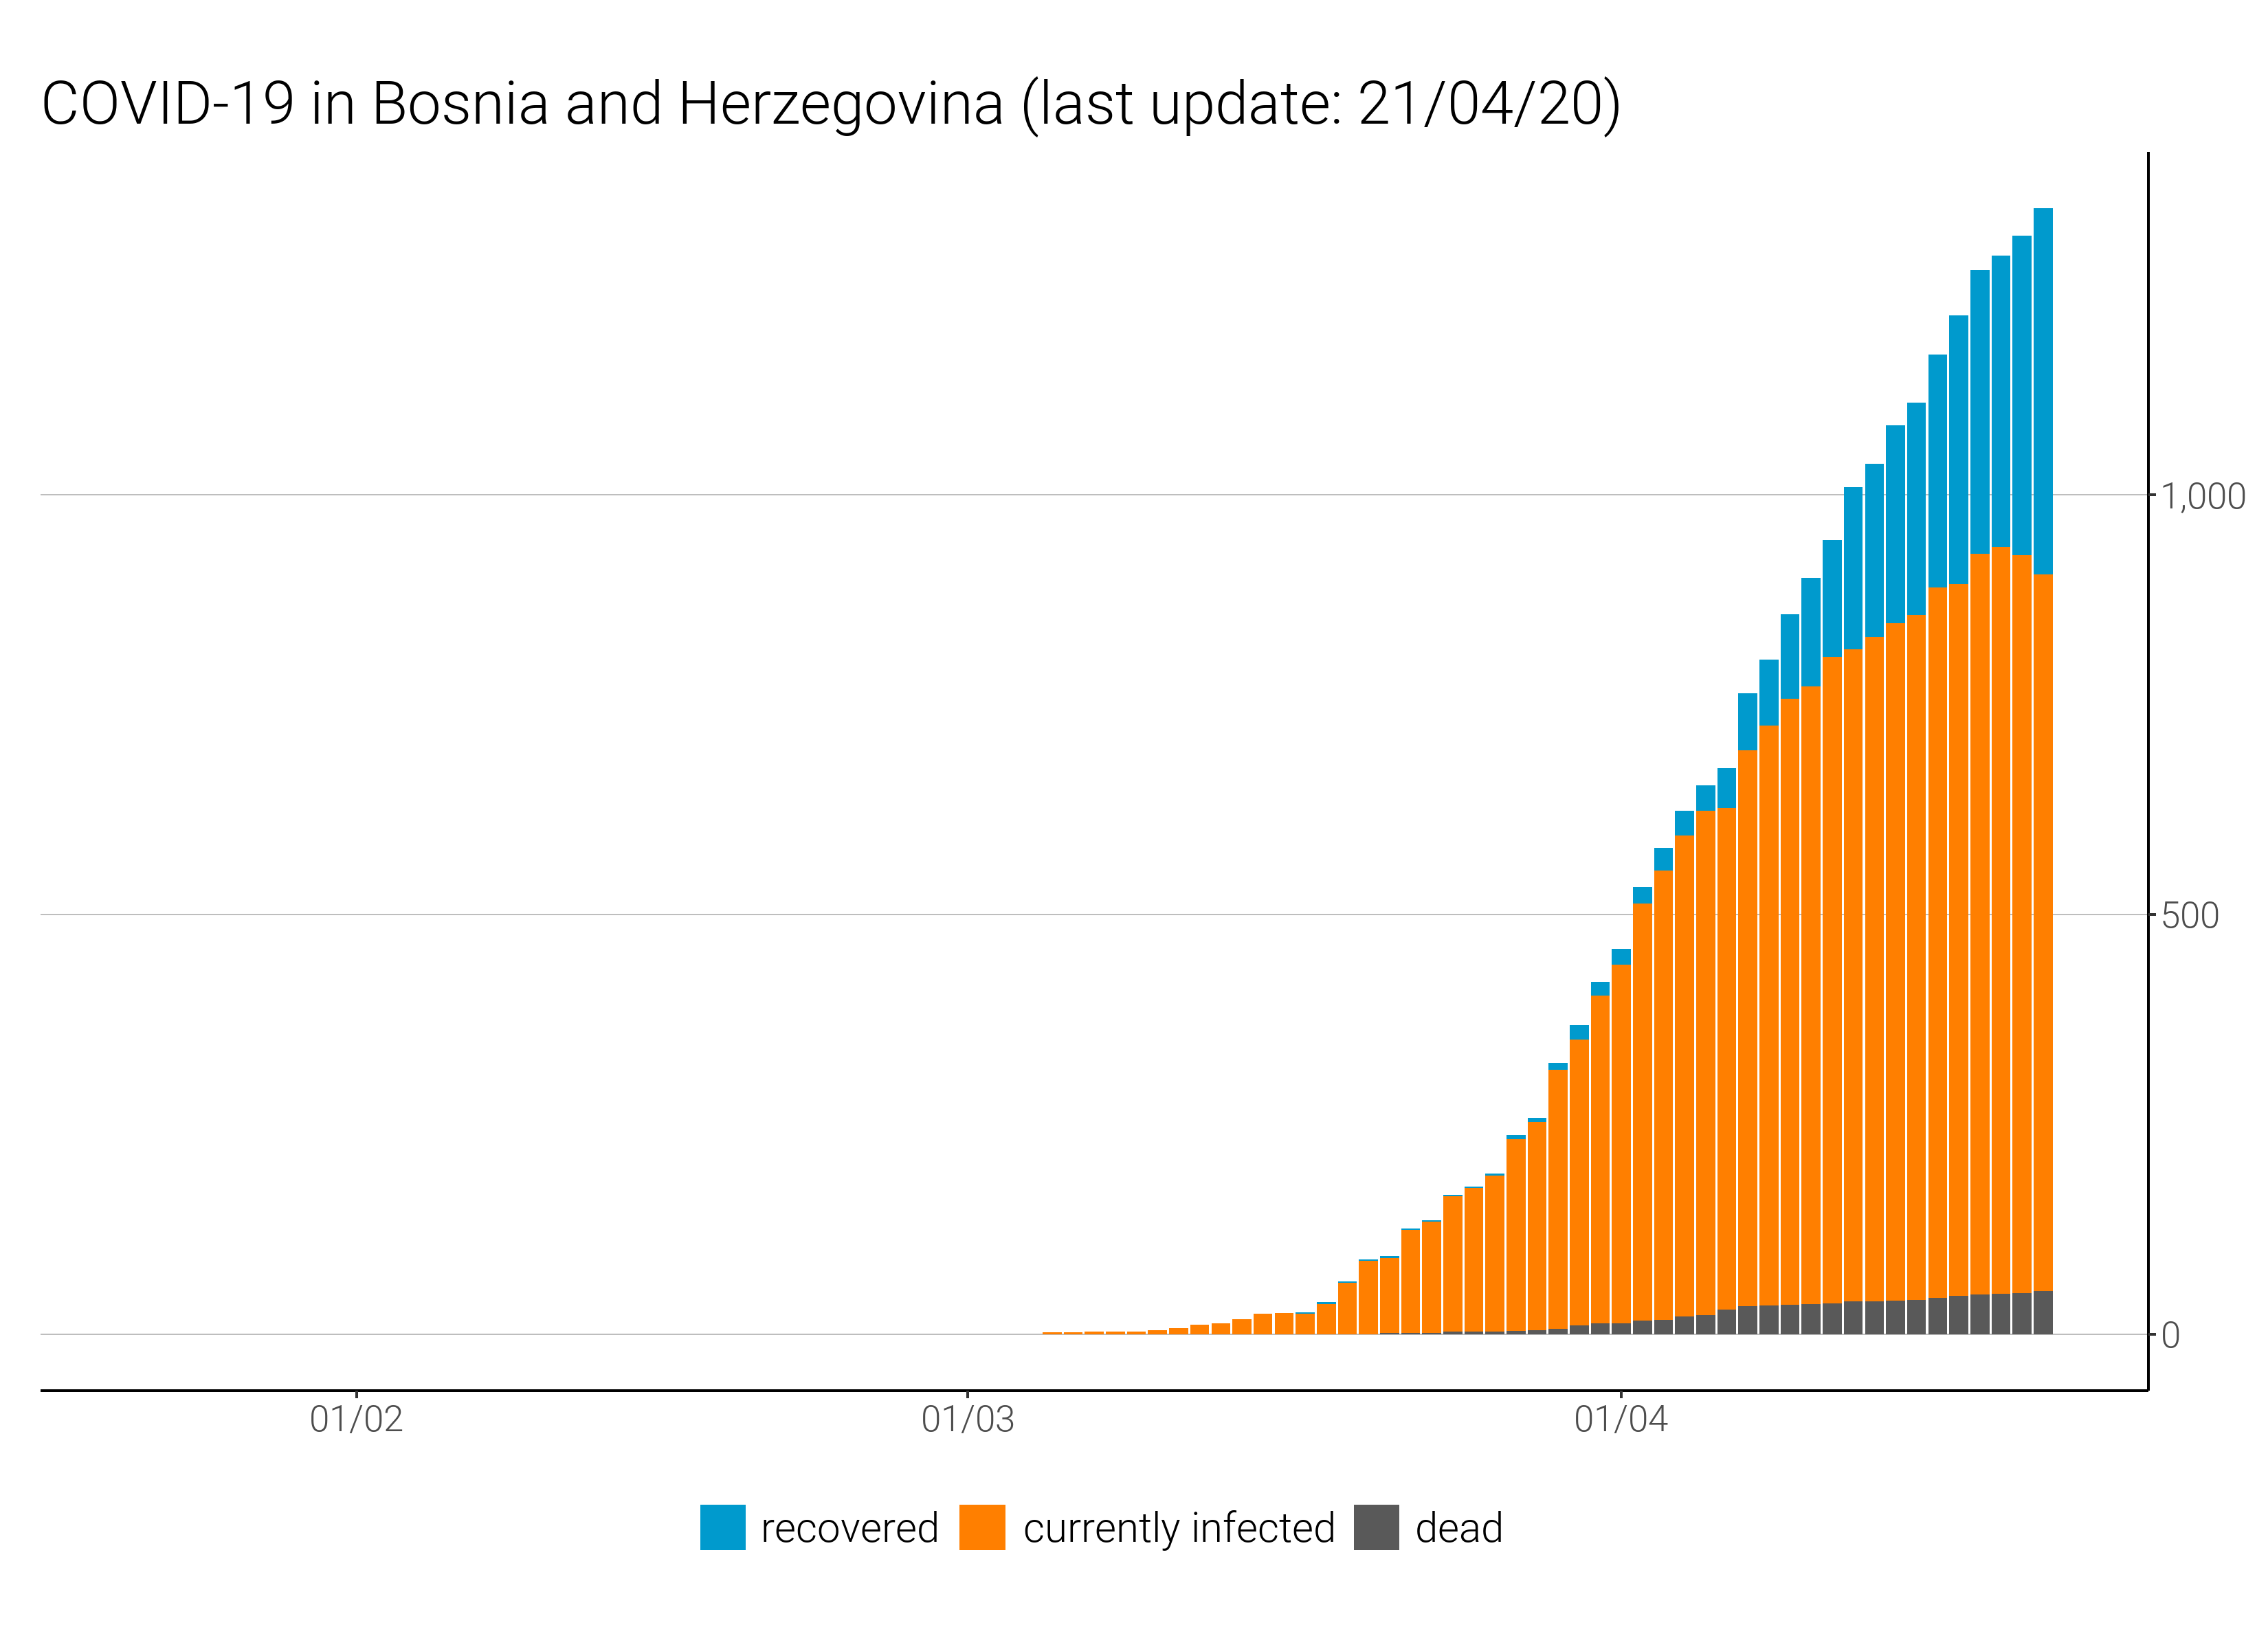 COVID-19 in Bosnia and Herzegovina (last update: 21/04/20)
1,000
500
0
01/02 01/03 01/04
recovered currently infected dead